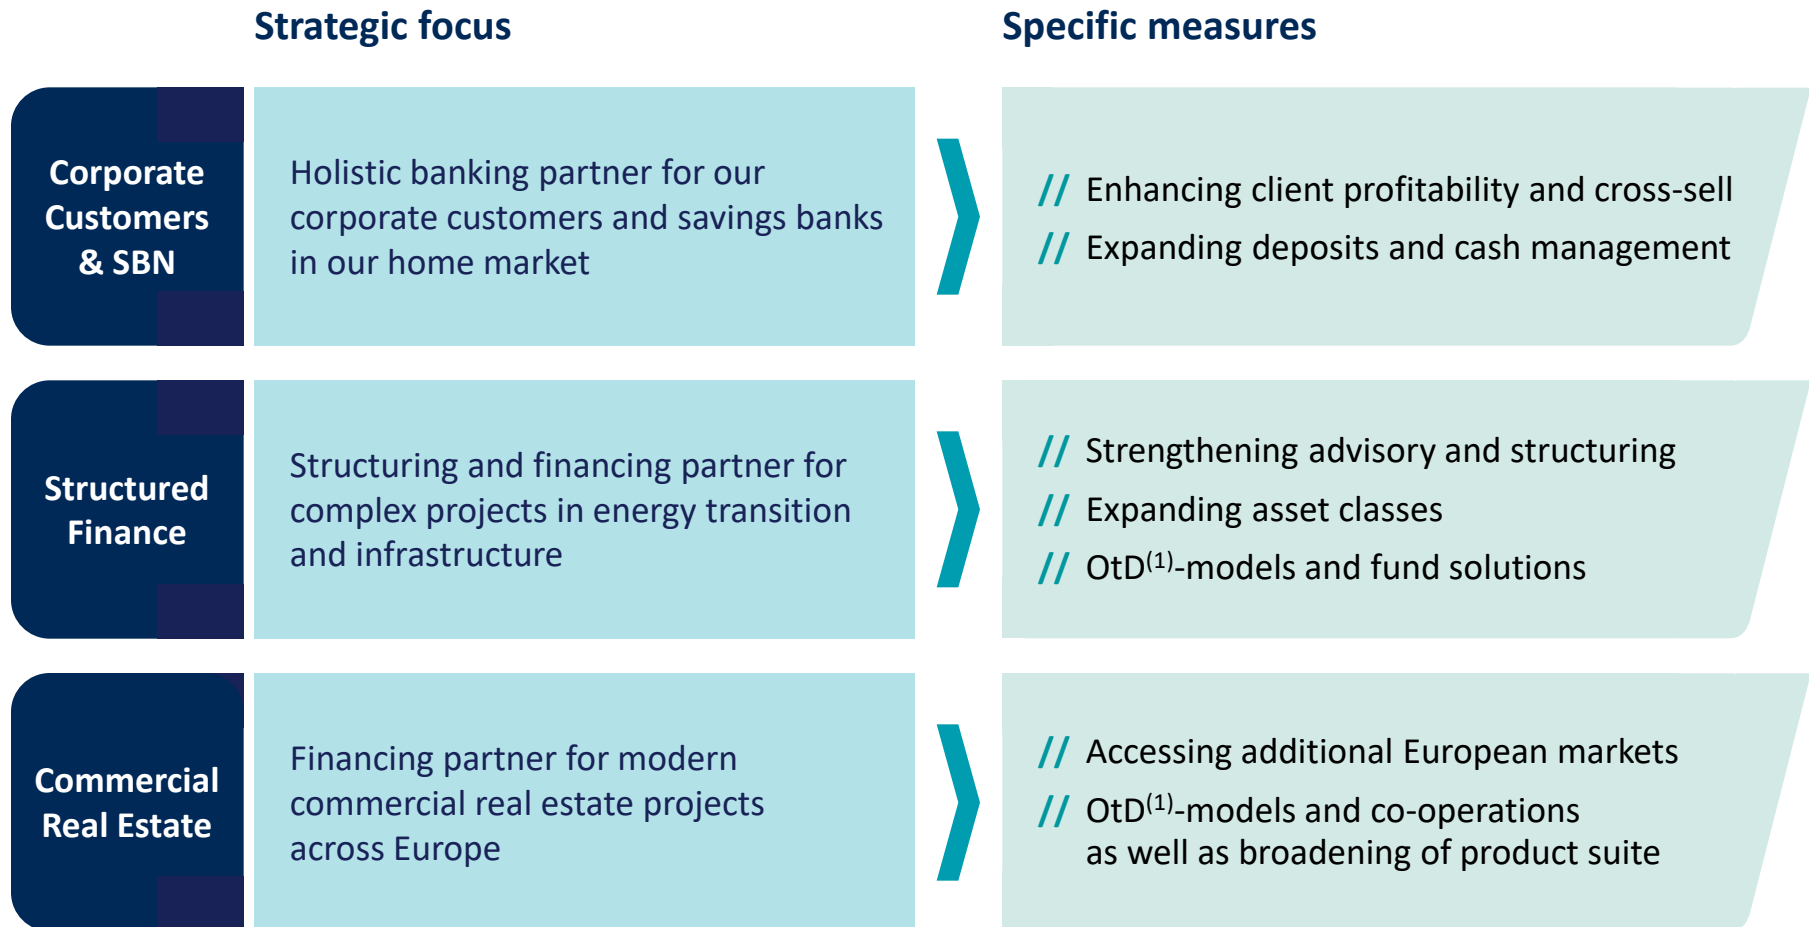 Strategic focus
Specific measures
Corporate
Customers
& SBN
Holistic banking partner for our
corporate customers and savings banks
in our home market
// Enhancing client profitability and cross-sell
// Expanding deposits and cash management
Structured
Finance
Structuring and financing partner for
complex projects in energy transition
and infrastructure
// Strengthening advisory and structuring
// Expanding asset classes
// OtD(1)-models and fund solutions
Commercial
Real Estate
Financing partner for modern
commercial real estate projects
across Europe
// Accessing additional European markets
// OtD(1)-models and co-operations
as well as broadening of product suite